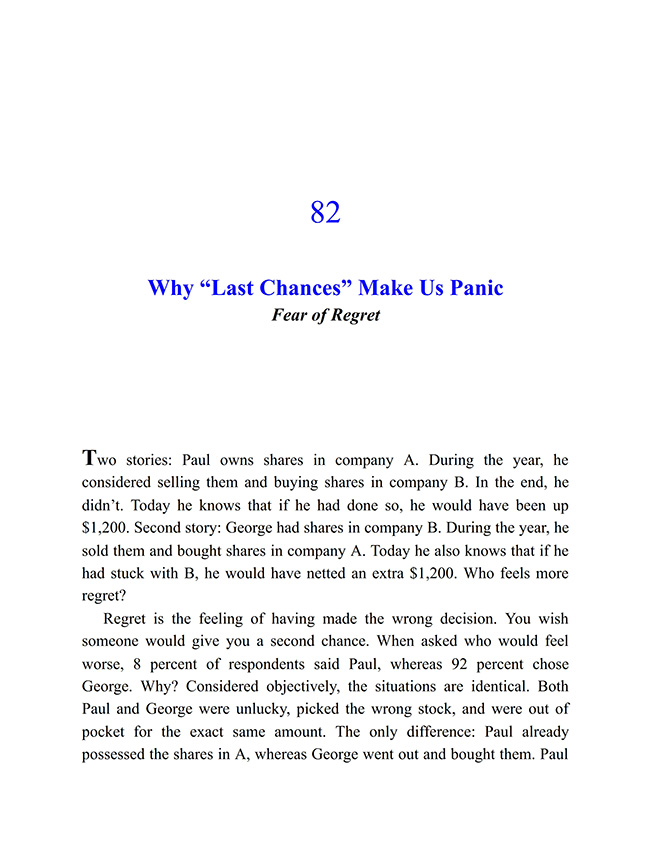 82
Why “Last Chances” Make Us Panic
Fear of Regret
Two stories: Paul owns shares in company A. During the year, he
considered selling them and buying shares in company B. In the end, he
didn’t. Today he knows that if he had done so, he would have been up
$1,200. Second story: George had shares in company B. During the year, he
sold them and bought shares in company A. Today he also knows that if he
had stuck with B, he would have netted an extra $1,200. Who feels more
regret?
Regret is the feeling of having made the wrong decision. You wish
someone would give you a second chance. When asked who would feel
worse, 8 percent of respondents said Paul, whereas 92 percent chose
George. Why? Considered objectively, the situations are identical. Both
Paul and George were unlucky, picked the wrong stock, and were out of
pocket for the exact same amount. The only difference: Paul already
possessed the shares in A, whereas George went out and bought them. Paul